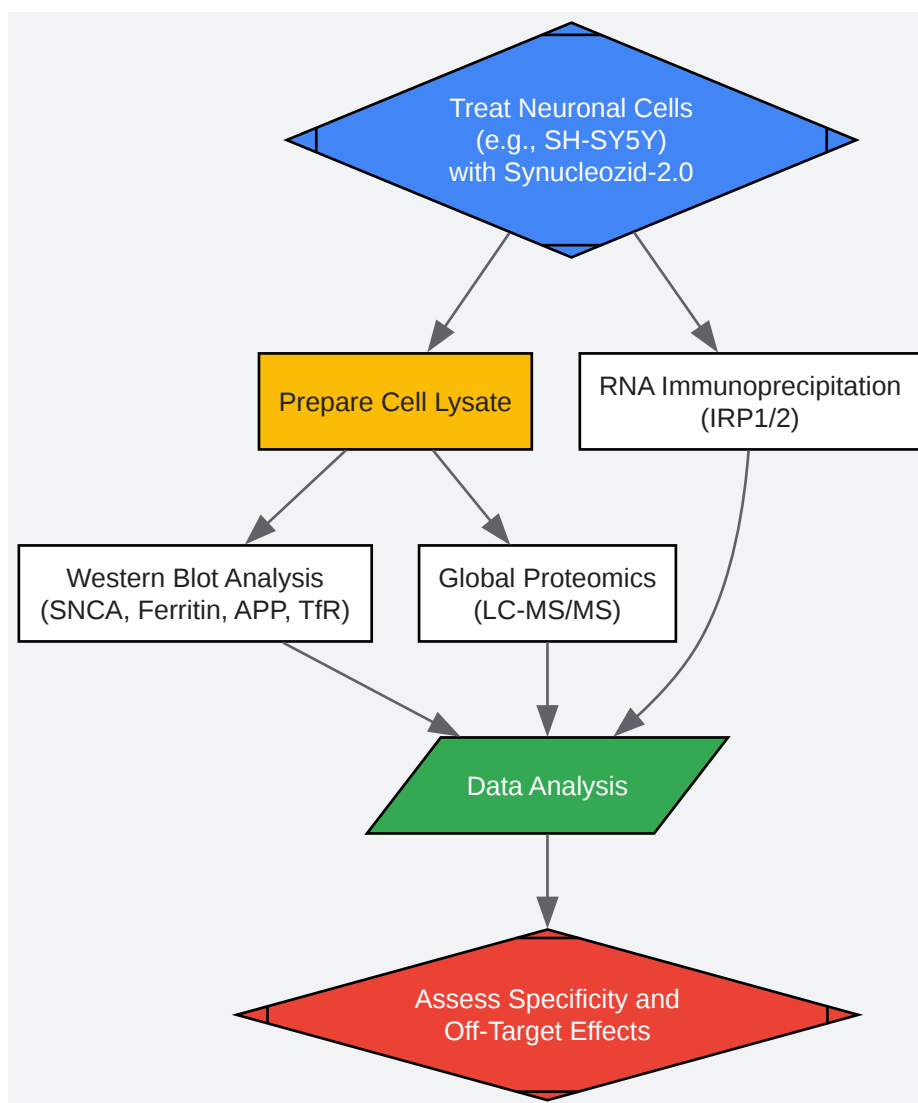 Treat Neuronal Cells
(e.g., SH-SY5Y)
with Synucleozid-2.0
Prepare Cell Lysate
RNA Immunoprecipitation
(IRP1/2)
Western Blot Analysis
(SNCA, Ferritin, APP, TfR)
Global Proteomics
(LC-MS/MS)
Data Analysis
Assess Specificity and
Off-Target Effects